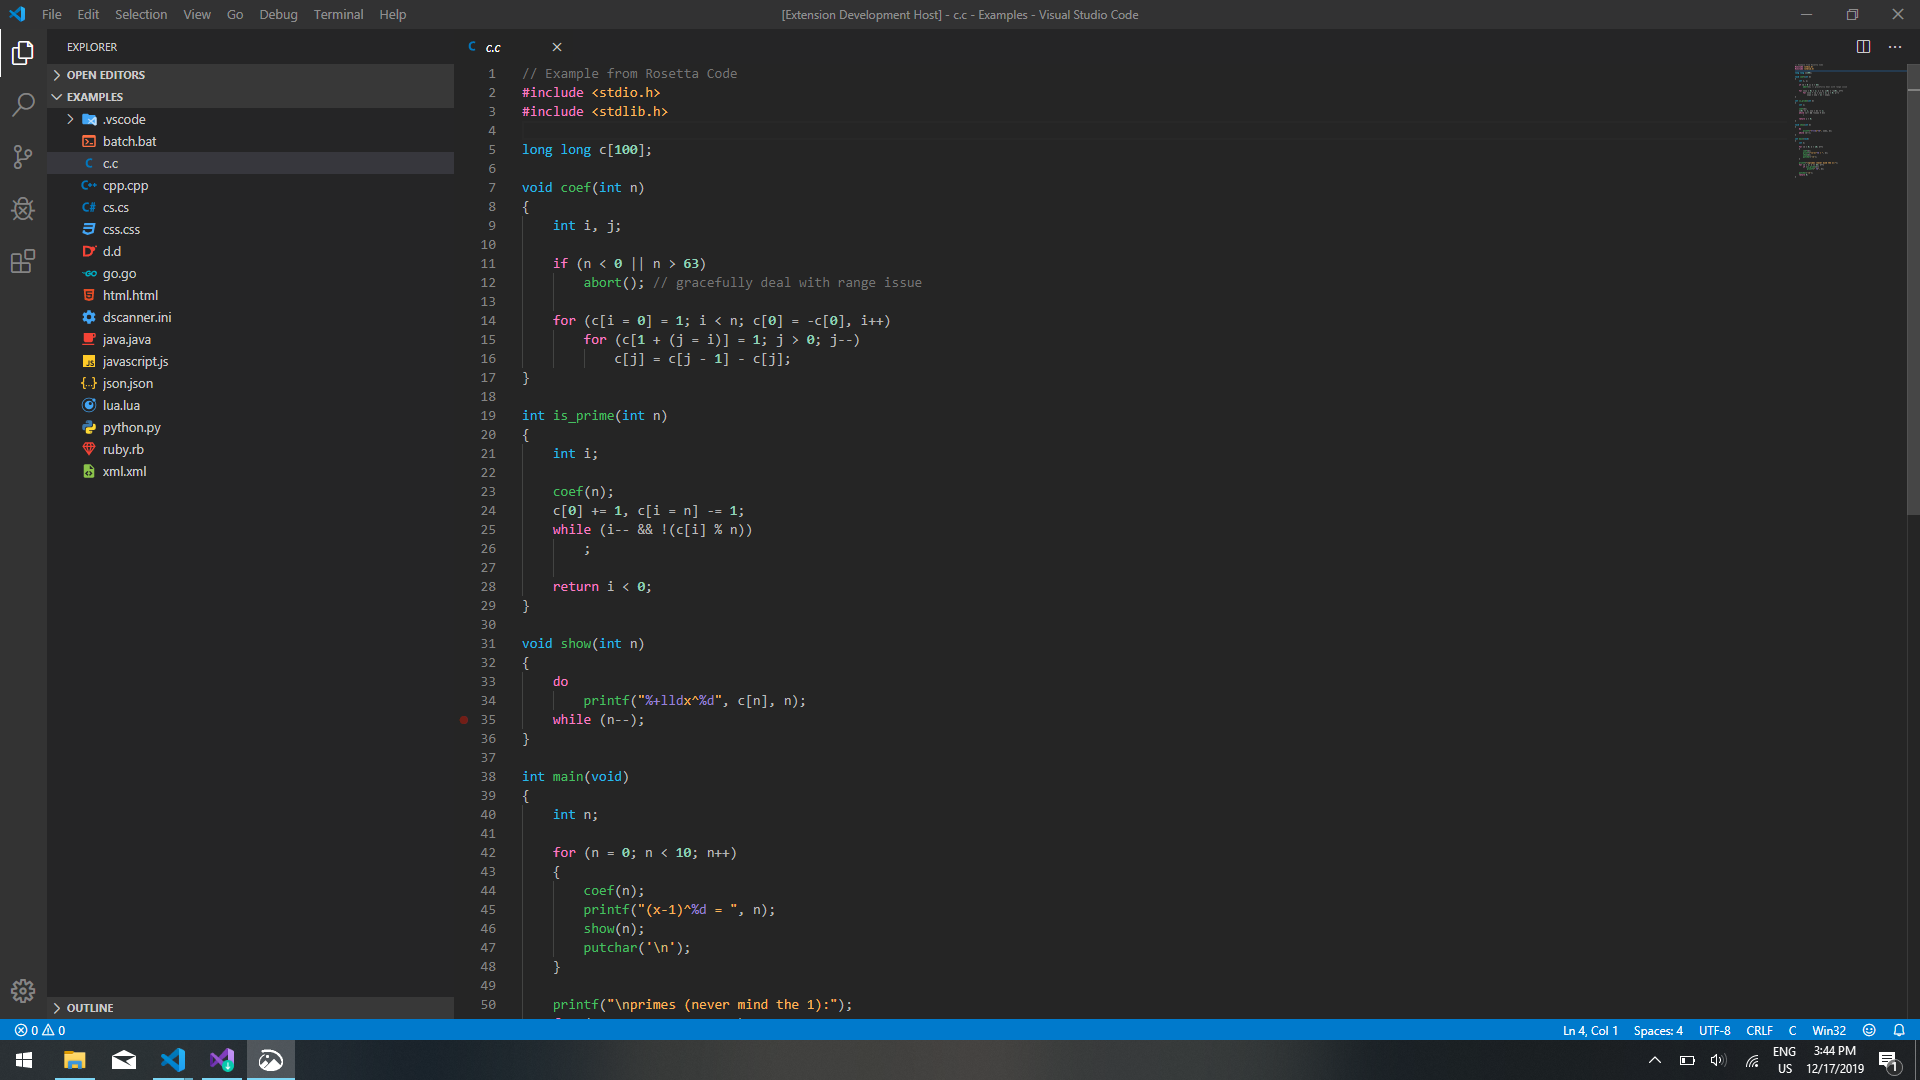 File Edit Selection View Go Debug Terminal Help
[Extension Development Host] - c.c - Examples - Visual Studio Code
EXPLORER
OPEN EDITORS
EXAMPLES
.vscode
batch.bat
C c.c
C++ cpp.cpp
C# cs.cs
css.css
d.d
GO go.go
html.html
dscanner.ini
java.java
JS javascript.js
{..} json.json
lua.lua
python.py
ruby.rb
xml.xml
OUTLINE
C c.c
1 // Example from Rosetta Code
2 #include <stdio.h>
3 #include <stdlib.h>
4
5 long long c[100];
6
7 void coef(int n)
8 {
9 int i, j;
10
11 if (n < 0 || n > 63)
12 abort(); // gracefully deal with range issue
13
14 for (c[i = 0] = 1; i < n; c[0] = -c[0], i++)
15 for (c[1 + (j = i)] = 1; j > 0; j--)
16 c[j] = c[j - 1] - c[j];
17 }
18
19 int is_prime(int n)
20 {
21 int i;
22
23 coef(n);
24 c[0] += 1, c[i = n] -= 1;
25 while (i-- && !(c[i] % n))
26 ;
27
28 return i < 0;
29 }
30
31 void show(int n)
32 {
33 do
34 printf("%+lldx^%d", c[n], n);
35 while (n--);
36 }
37
38 int main(void)
39 {
40 int n;
41
42 for (n = 0; n < 10; n++)
43 {
44 coef(n);
45 printf("(x-1)^%d = ", n);
46 show(n);
47 putchar('\n');
48 }
49
50 printf("\nprimes (never mind the 1):");
0 0
Ln 4, Col 1 Spaces: 4 UTF-8 CRLF C Win32
ENG
US
3:44 PM
12/17/2019
1